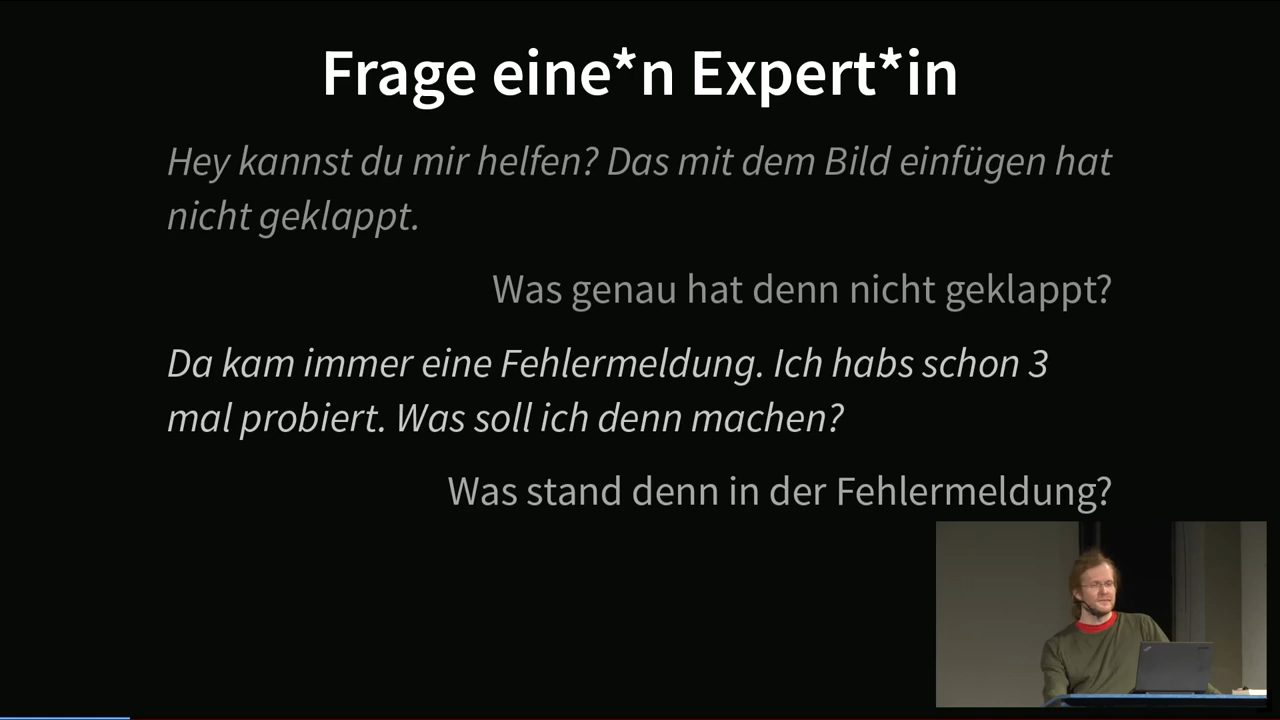 Frage eine*n Expert*in
Hey kannst du mir helfen? Das mit dem Bild einfügen hat
nicht geklappt.
Was genau hat denn nicht geklappt?
Da kam immer eine Fehlermeldung. Ich habs schon 3
mal probiert. Was soll ich denn machen?
Was stand denn in der Fehlermeldung?